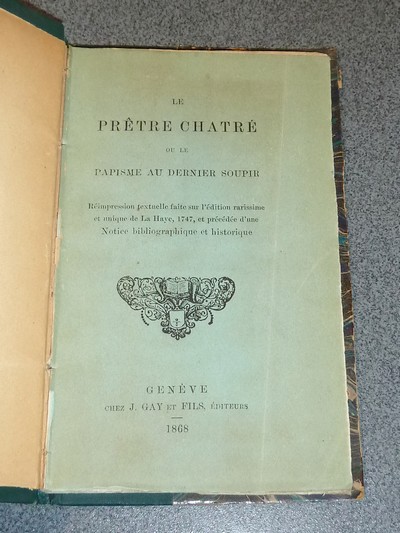 LE
PRÊTRE CHATRÉ
OU LE
PAPISME AU DERNIER SOUPIR
Réimpression textuelle faite sur l'édition rarissime
et unique de La Haye, 1747, et précédée d'une
Notice bibliographique et historique
GENÈVE
CHEZ J. GAY ET FILS, ÉDITEURS
1868